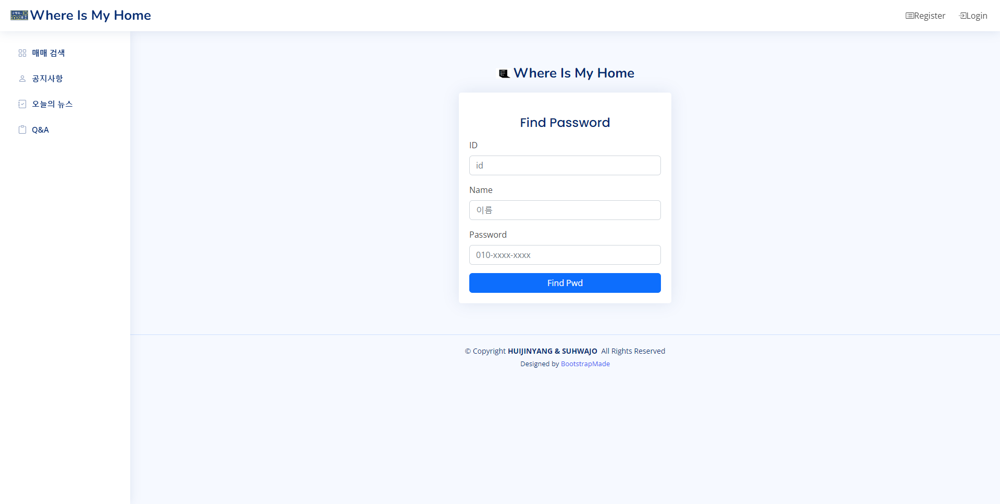 Where Is My Home
Register
Login
매매 검색
공지사항
오늘의 뉴스
Q&A
Where Is My Home
Find Password
ID
id
Name
이름
Password
010-xxxx-xxxx
Find Pwd
© Copyright HUIJINYANG & SUHWAJO All Rights Reserved
Designed by BootstrapMade